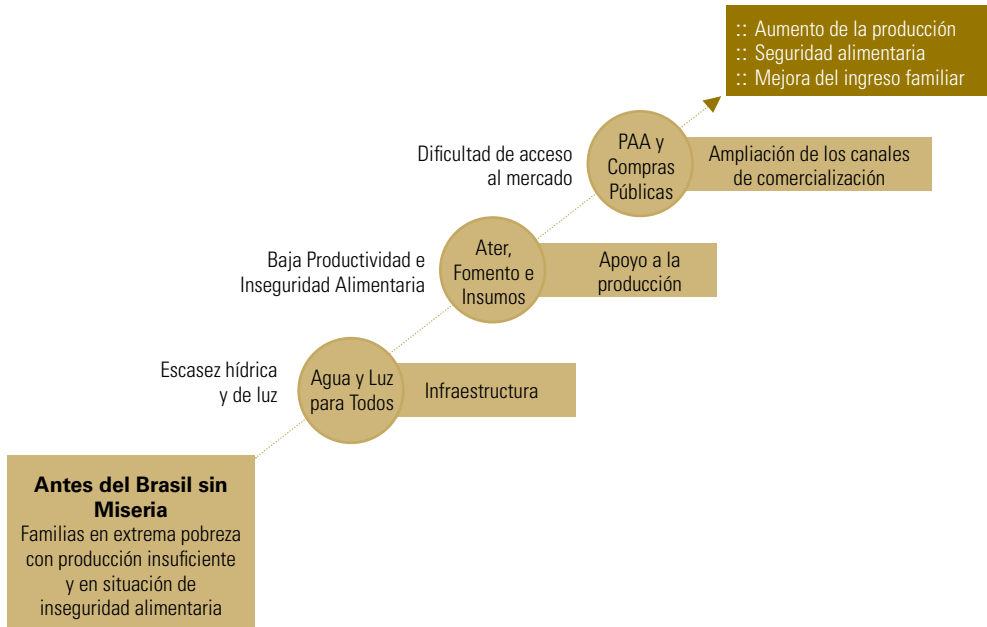 :: Aumento de la producción
:: Seguridad alimentaria
:: Mejora del ingreso familiar
Dificultad de acceso
al mercado
PAA y
Compras
Públicas
Ampliación de los canales
de comercialización
Baja Productividad e
Inseguridad Alimentaria
Ater,
Fomento e
Insumos
Apoyo a la
producción
Escasez hídrica
y de luz
Agua y Luz
para Todos
Infraestructura
Antes del Brasil sin
Miseria
Familias en extrema pobreza
con producción insuficiente
y en situación de
inseguridad alimentaria